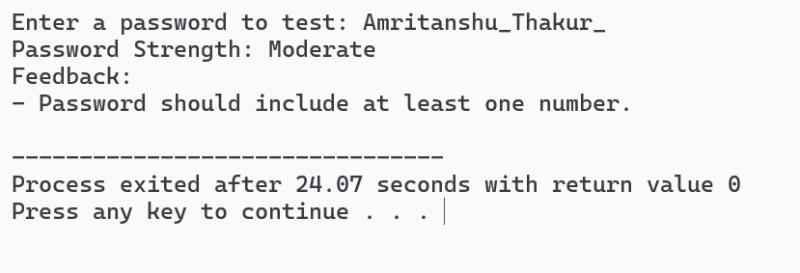 Enter a password to test: Amritanshu_Thakur_
Password Strength: Moderate
Feedback:
- Password should include at least one number.
--------------------------------
Process exited after 24.07 seconds with return value 0
Press any key to continue . . .